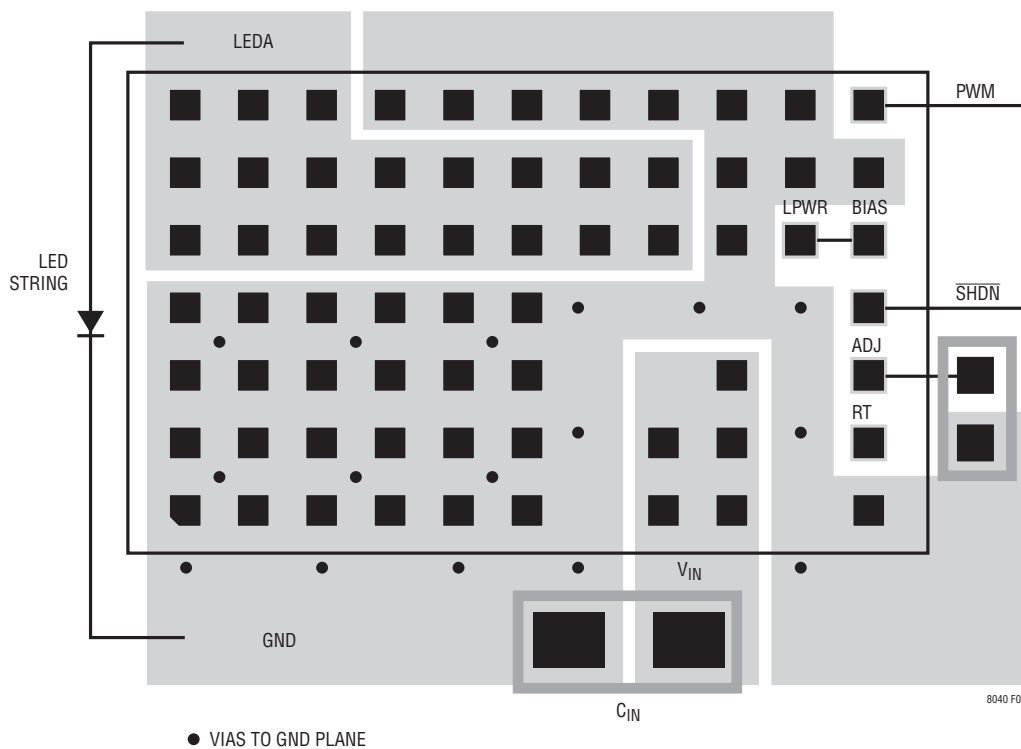 LEDA
PWM
LPWR BIAS
LED
STRING
SHDN
ADJ
RT
VIN
GND
8040 F0
CIN
VIAS TO GND PLANE